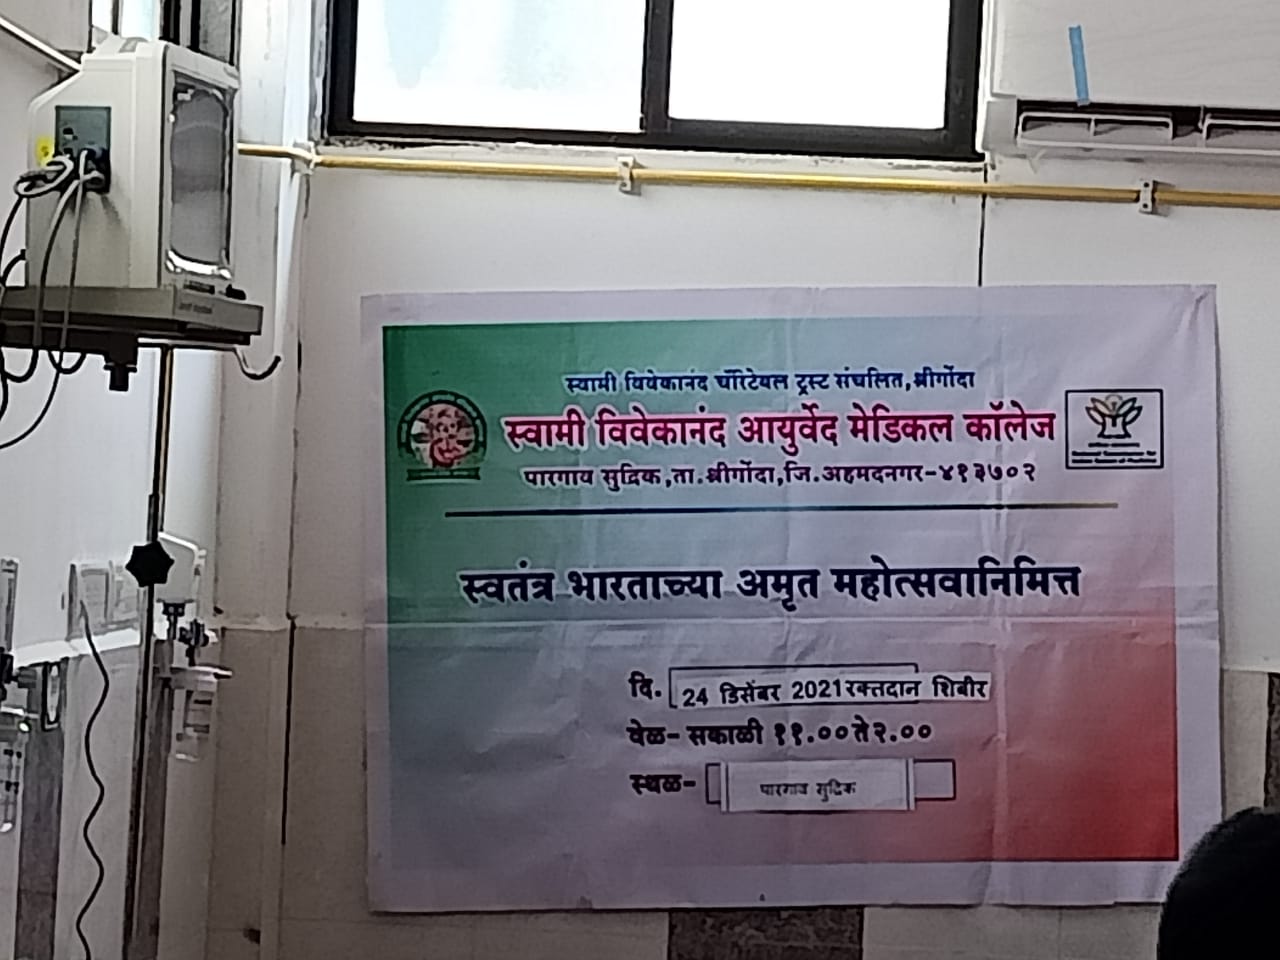 स्वामी विवेकानंद चॅरिटेबल ट्रस्ट संचलित,श्रीगोंदा
स्वामी विवेकानंद आयुर्वेद मेडिकल कॉलेज
पारगाव सुद्रिक,ता.श्रीगोंदा,जि.अहमदनगर-४१३७०२
स्वतंत्र भारताच्या अमृत महोत्सवानिमित्त
दि. 24 डिसेंबर 2021रक्तदान शिबीर
वेळ- सकाळी ११.००ते२.००
स्थळ- पारगाव सुद्रिक